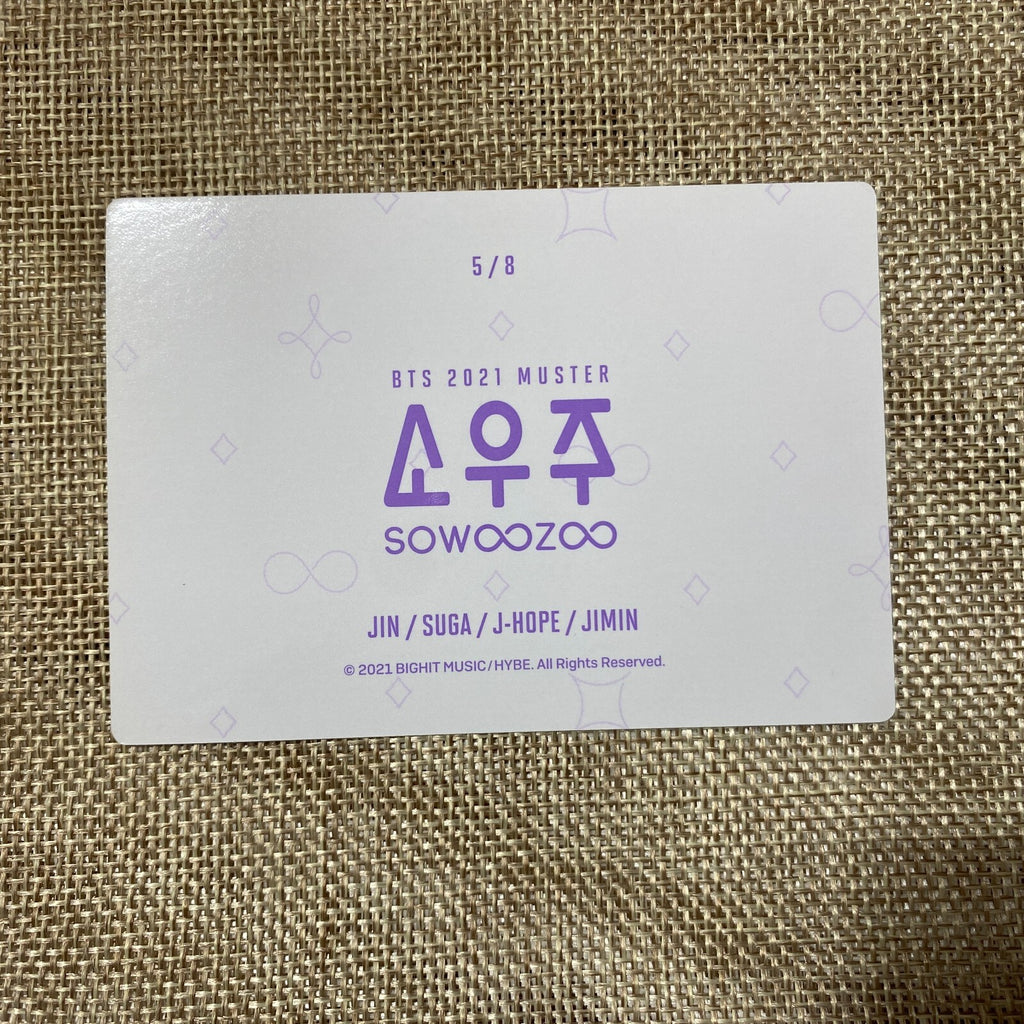 5/8
BTS 2021 MUSTER
소우주
SOWOOZOO
JIN / SUGA / J-HOPE / JIMIN
© 2021 BIGHIT MUSIC/HYBE. All Rights Reserved.